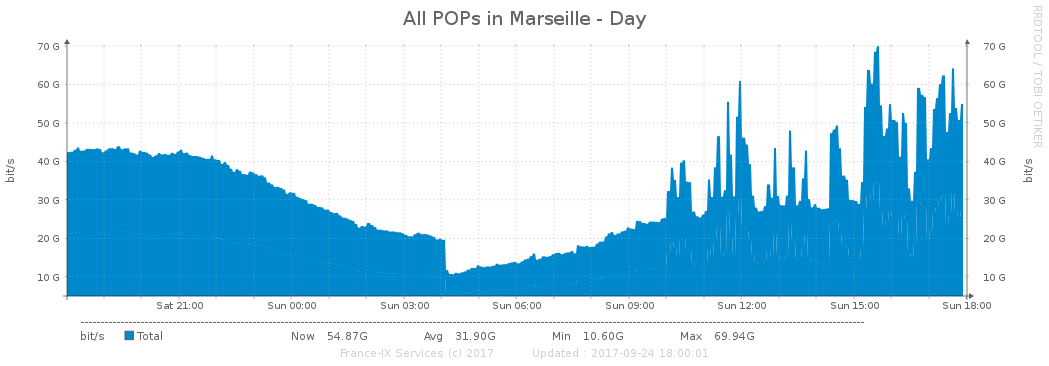 All POPs in Marseille - Day
RRDTOOL / TOBI OETIKER
70 G 70 G
60 G 60 G
50 G 50 G
40 G 40 G
30 G 30 G
20 G 20 G
10 G 10 G
bit/s bit/s
Sat 21:00 Sun 00:00 Sun 03:00 Sun 06:00 Sun 09:00 Sun 12:00 Sun 15:00 Sun 18:00
bit/s Total Now 54.87G Avg 31.90G Min 10.60G Max 69.94G
France-IX Services (c) 2017 Updated : 2017-09-24 18:00:01